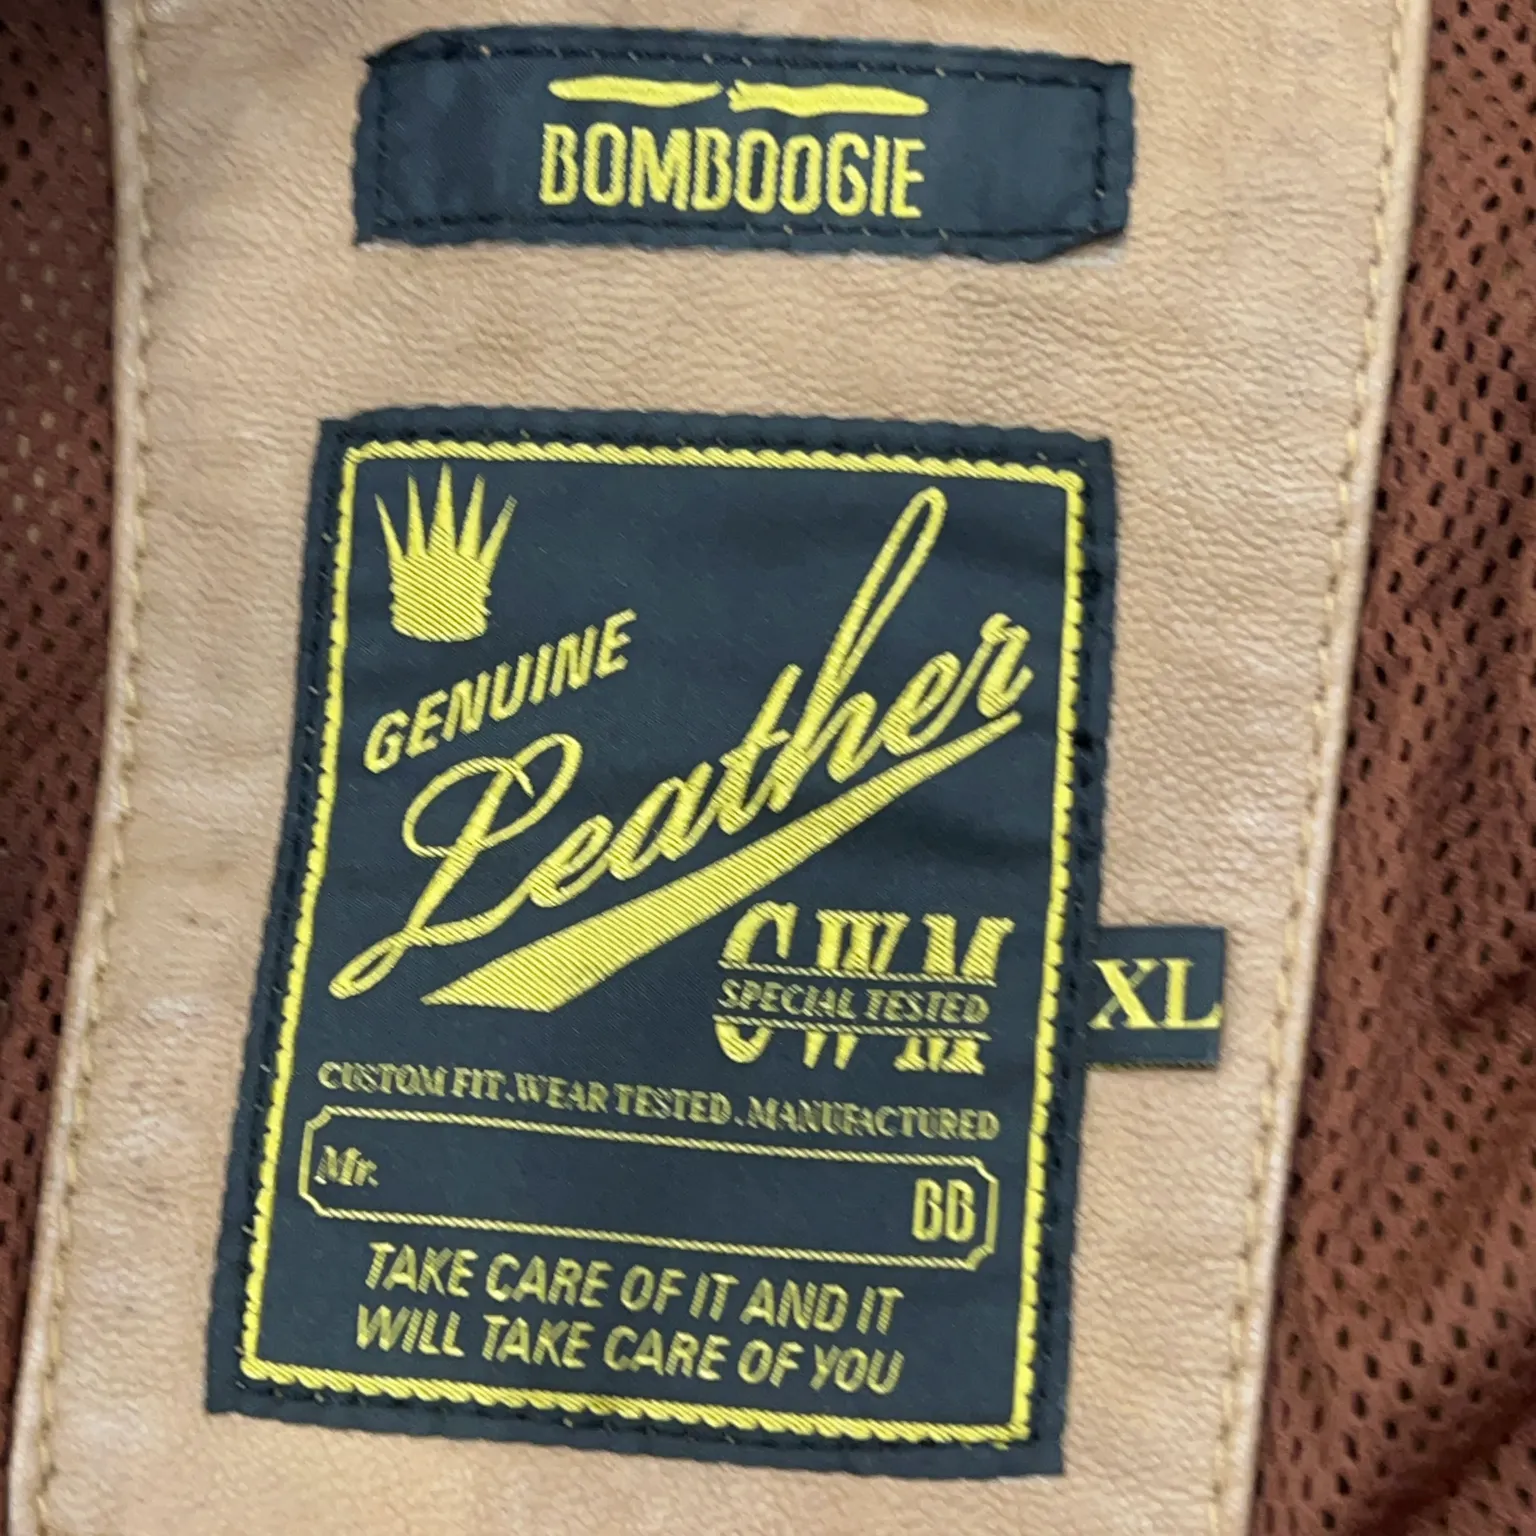 BOMBOOGIE
GENUINE
Leather
SPECIAL TESTED
XL
CUSTOM FIT . WEAR TESTED . MANUFACTURED
Mr. BB
TAKE CARE OF IT AND IT
WILL TAKE CARE OF YOU